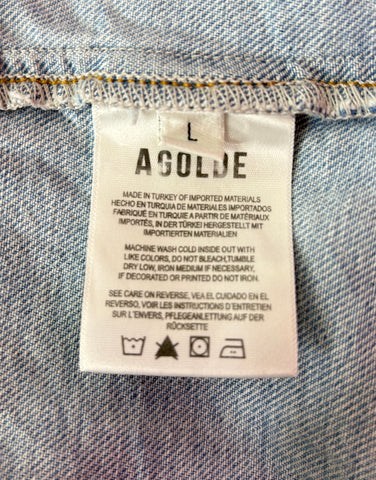 L
AGOLDE
MADE IN TURKEY OF IMPORTED MATERIALS
HECHO EN TURQUIA DE MATERIALES IMPORTADOS
FABRIQUÉ EN TURQUIE A PARTIR DE MATÉRIAUX
IMPORTÉS, IN DER TÜRKEI HERGESTELLT MIT
IMPORTIERTEN MATERIALIEN
MACHINE WASH COLD INSIDE OUT WITH
LIKE COLORS, DO NOT BLEACH,TUMBLE
DRY LOW, IRON MEDIUM IF NECESSARY,
IF DECORATED OR PRINTED DO NOT IRON.
SEE CARE ON REVERSE, VEA EL CUIDADO EN EL
REVERSO, VOIR LES INSTRUCTIONS D'ENTRETIEN
SUR L'ENVERS, PFLEGEANLEITUNG AUF DER
RÜCKSETTE